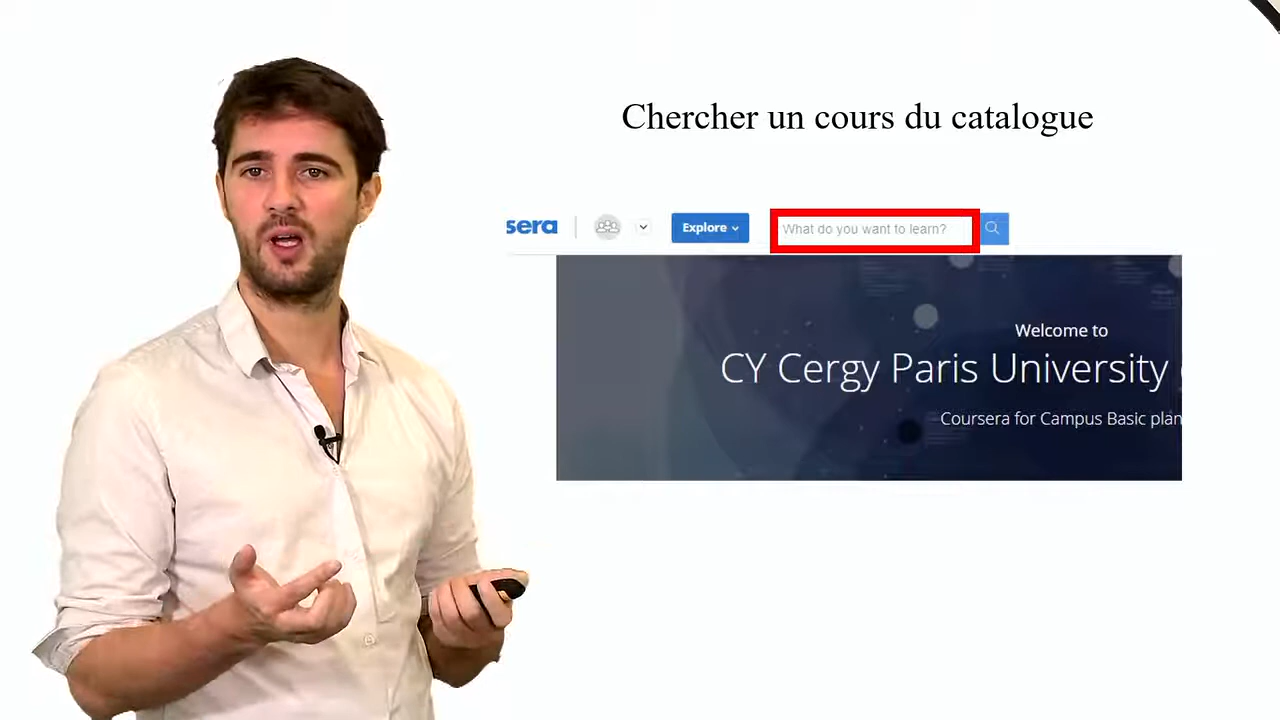 Chercher un cours du catalogue
sera
Explore
What do you want to learn?
Welcome to
CY Cergy Paris University
Coursera for Campus Basic plan